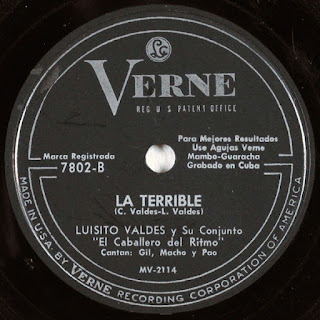 VERNE
REG U S PATENT OFFICE
Para Mejores Resultados
Use Agujas Verne
Mambo-Guaracha
Grabado en Cuba
Marca Registrada
7802-B
LA TERRIBLE
(C. Valdes-L. Valdes)
LUISITO VALDES y Su Conjunto
"El Caballero del Ritmo"
Cantan: Gil, Macho y Pao
MV-2114
MADE IN U.S.A. BY VERNE RECORDING CORPORATION OF AMERICA